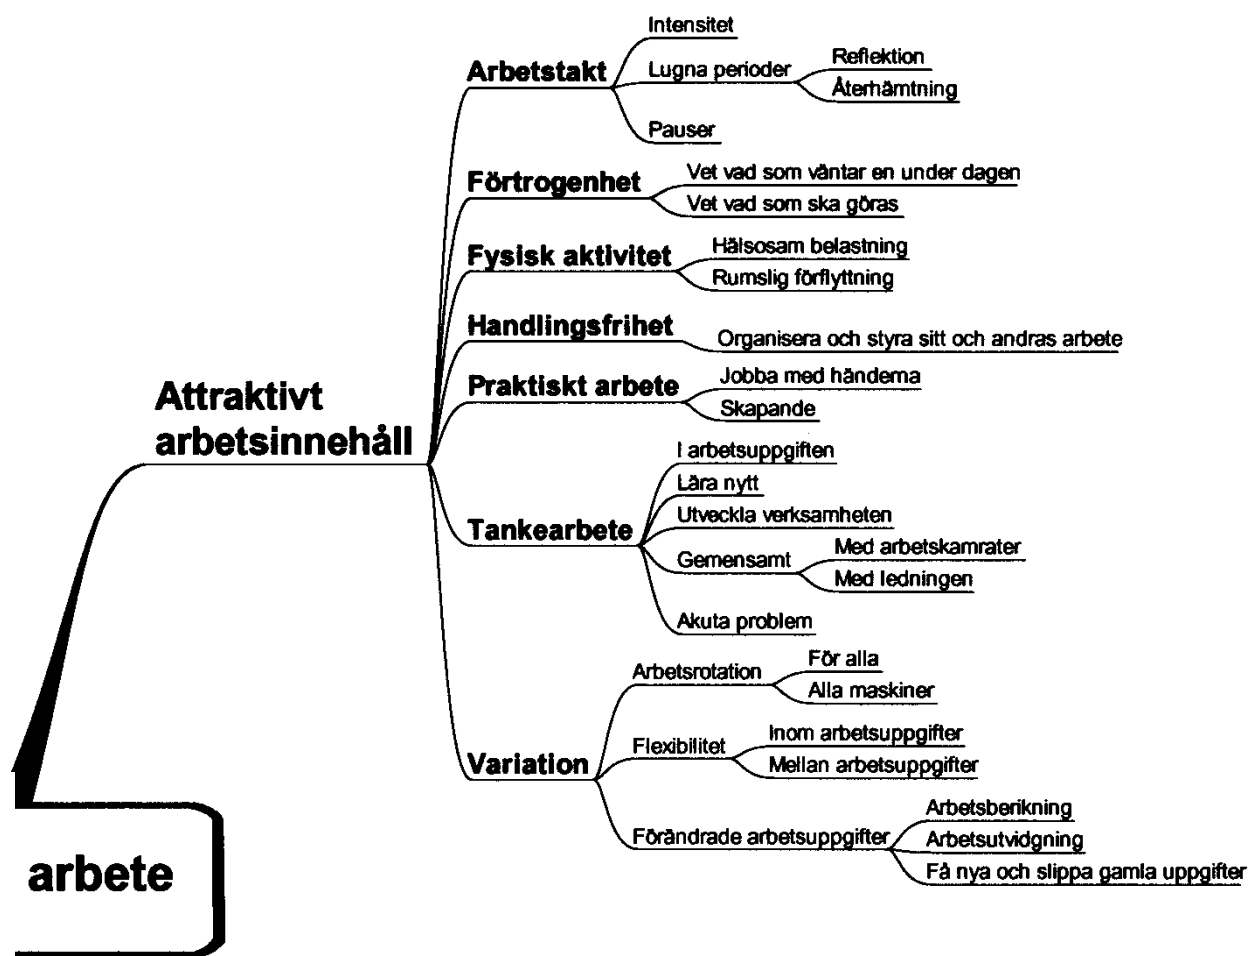 Attraktivt
arbetsinnehåll
arbete
Arbetstakt
Intensitet
Lugna perioder
Reflektion
Återhämtning
Pauser
Förtrogenhet
Vet vad som väntar en under dagen
Vet vad som ska göras
Fysisk aktivitet
Hälsosam belastning
Rumslig förflyttning
Handlingsfrihet
Organisera och styra sitt och andras arbete
Praktiskt arbete
Jobba med händerna
Skapande
Tankearbete
I arbetsuppgiften
Lära nytt
Utveckla verksamheten
Gemensamt
Med arbetskamrater
Med ledningen
Akuta problem
Variation
Arbetsrotation
För alla
Alla maskiner
Flexibilitet
Inom arbetsuppgifter
Mellan arbetsuppgifter
Förändrade arbetsuppgifter
Arbetsberikning
Arbetsutvidgning
Få nya och slippa gamla uppgifter